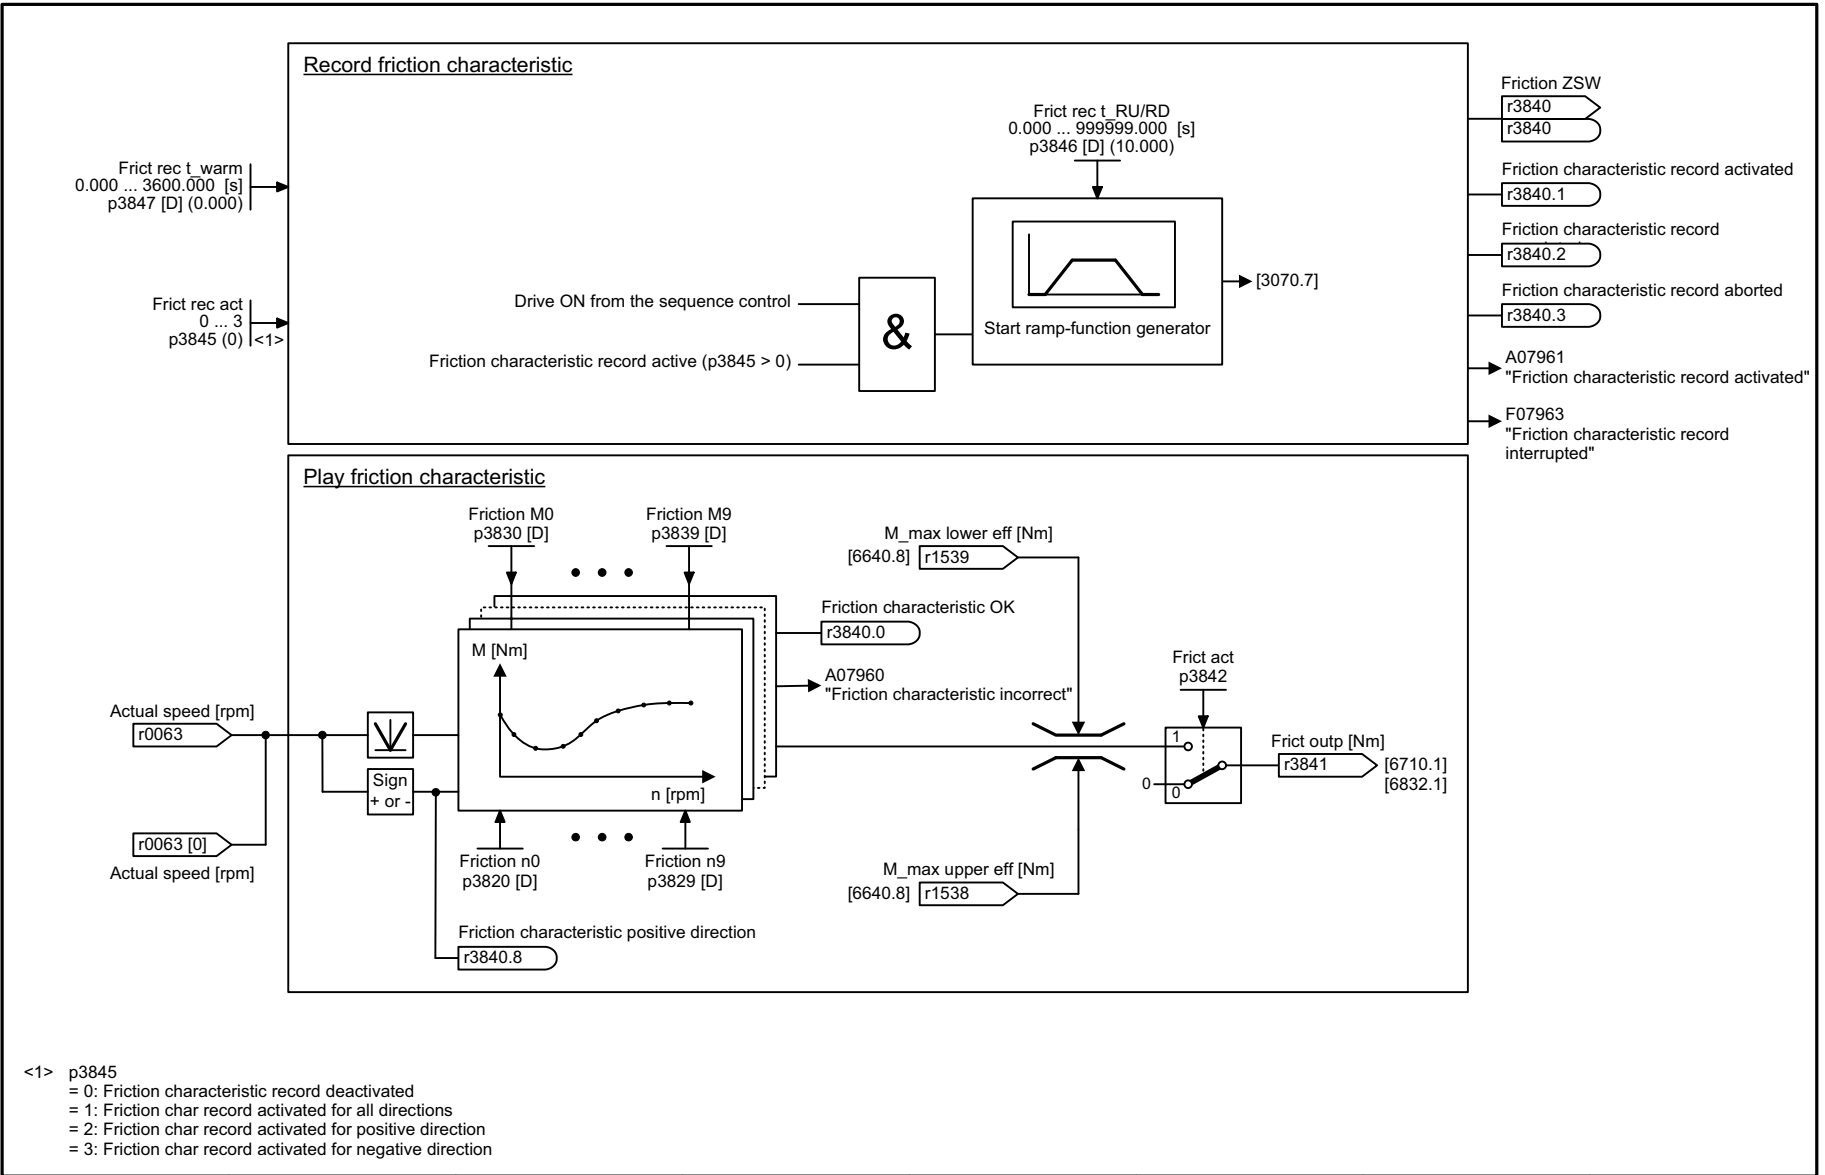 Record friction characteristic
Frict rec t_warm
0.000 ... 3600.000 [s]
p3847 [D] (0.000)
Frict rec act
0 ... 3
p3845 (0)
<1>
Frict rec t_RU/RD
0.000 ... 999999.000 [s]
p3846 [D] (10.000)
Drive ON from the sequence control
Friction characteristic record active (p3845 > 0)
&
Start ramp-function generator
[3070.7]
Friction ZSW
r3840
r3840
Friction characteristic record activated
r3840.1
Friction characteristic record
r3840.2
Friction characteristic record aborted
r3840.3
A07961
"Friction characteristic record activated"
F07963
"Friction characteristic record
interrupted"
Play friction characteristic
Friction M0
p3830 [D]
Friction M9
p3839 [D]
M_max lower eff [Nm]
[6640.8]
r1539
Friction characteristic OK
r3840.0
A07960
"Friction characteristic incorrect"
M [Nm]
n [rpm]
Actual speed [rpm]
r0063
Sign
+ or -
r0063 [0]
Actual speed [rpm]
Friction n0
p3820 [D]
Friction n9
p3829 [D]
Frict act
p3842
1
0
0
Frict outp [Nm]
r3841
[6710.1]
[6832.1]
M_max upper eff [Nm]
[6640.8]
r1538
Friction characteristic positive direction
r3840.8
<1> p3845
= 0: Friction characteristic record deactivated
= 1: Friction char record activated for all directions
= 2: Friction char record activated for positive direction
= 3: Friction char record activated for negative direction